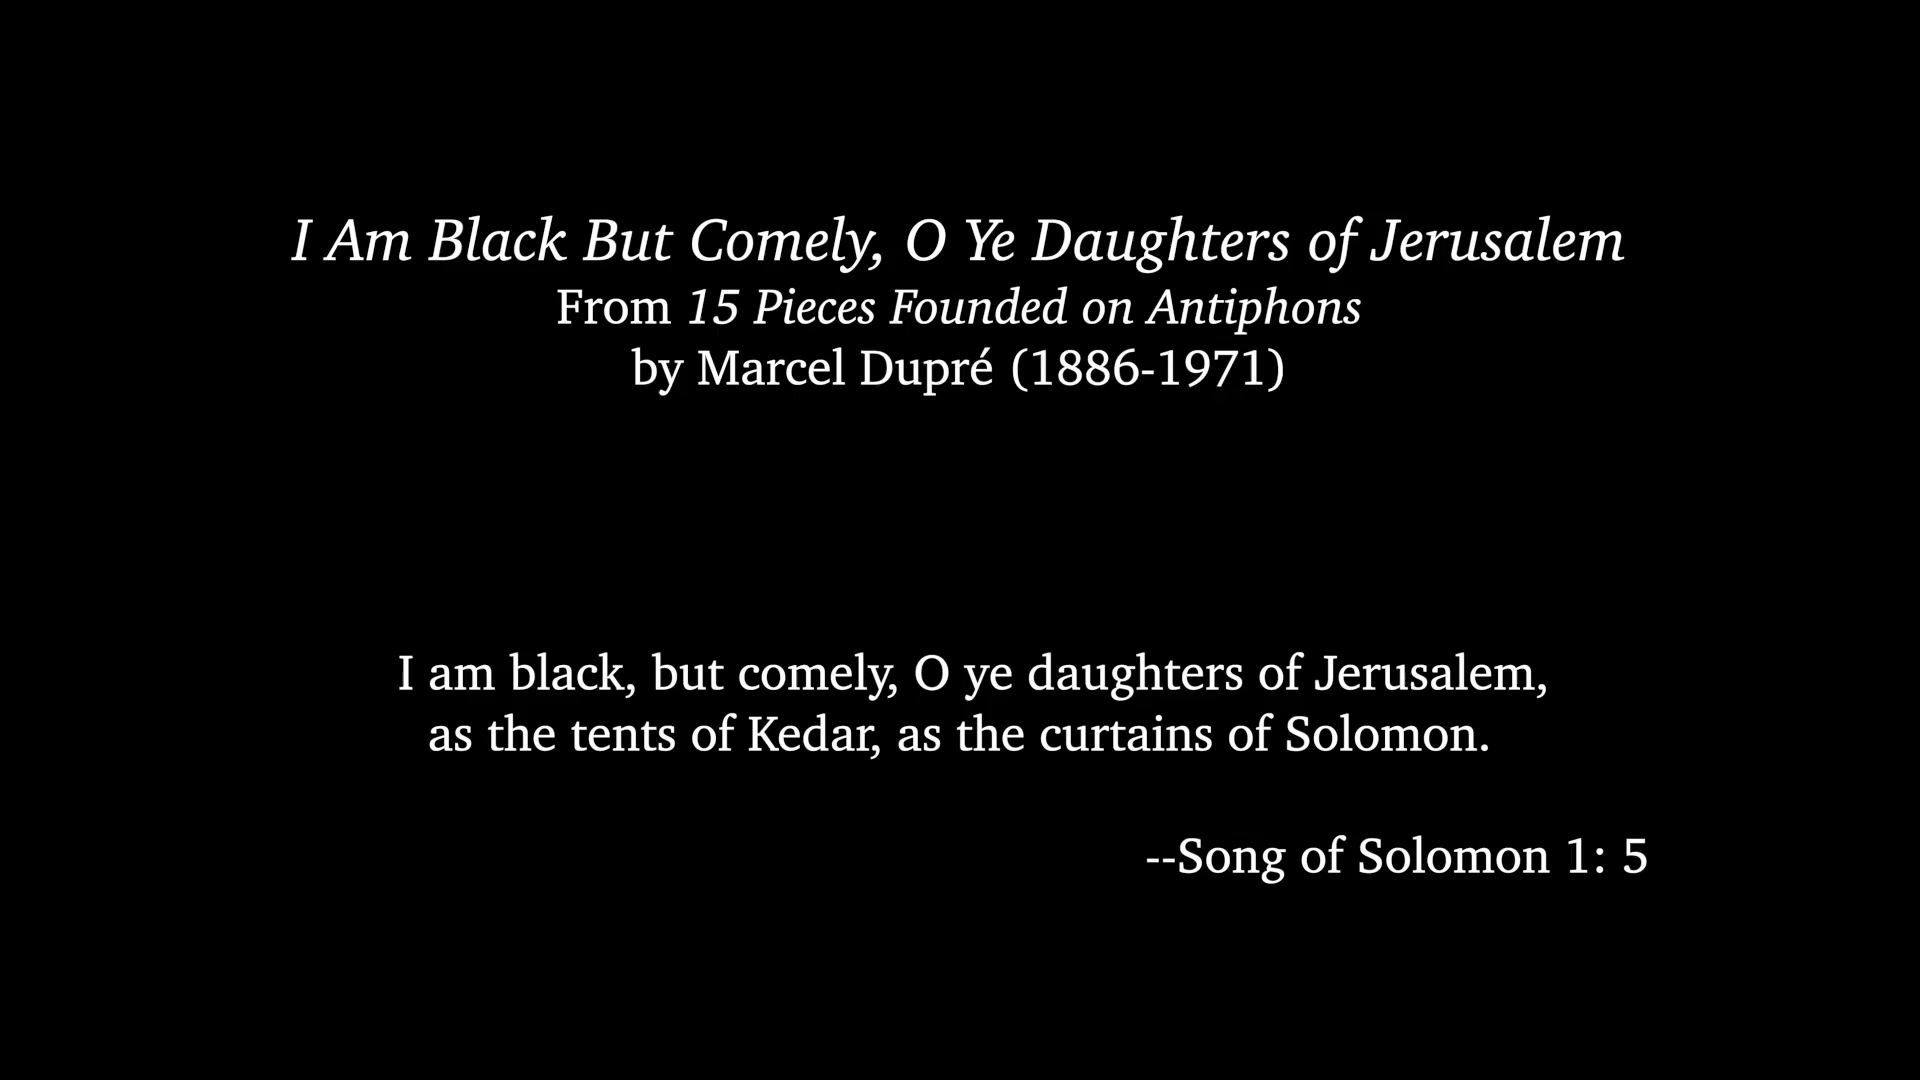 I Am Black But Comely, O Ye Daughters of Jerusalem
From 15 Pieces Founded on Antiphons
by Marcel Dupré (1886-1971)
I am black, but comely, O ye daughters of Jerusalem,
as the tents of Kedar, as the curtains of Solomon.
--Song of Solomon 1: 5